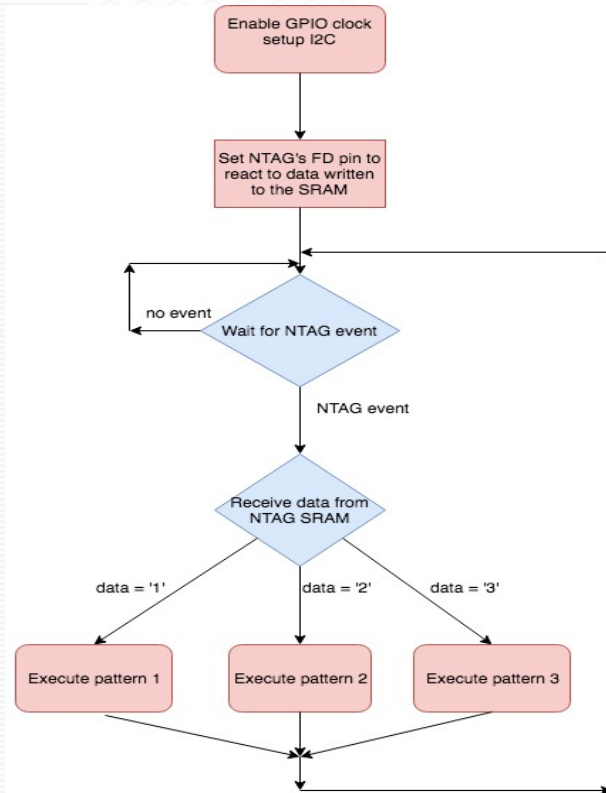 Enable GPIO clock
setup I2C
Set NTAG's FD pin to
react to data written
to the SRAM
no event
Wait for NTAG event
NTAG event
Receive data from
NTAG SRAM
data = '1'
data = '2'
data = '3'
Execute pattern 1
Execute pattern 2
Execute pattern 3